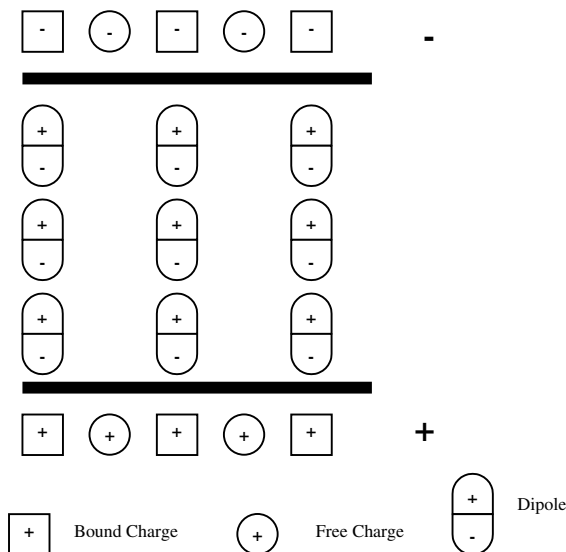 - - - - - -
+ + +
- - -
+ + +
- - -
+ + +
- - -
+ + + + + +
+ Bound Charge + Free Charge + - Dipole